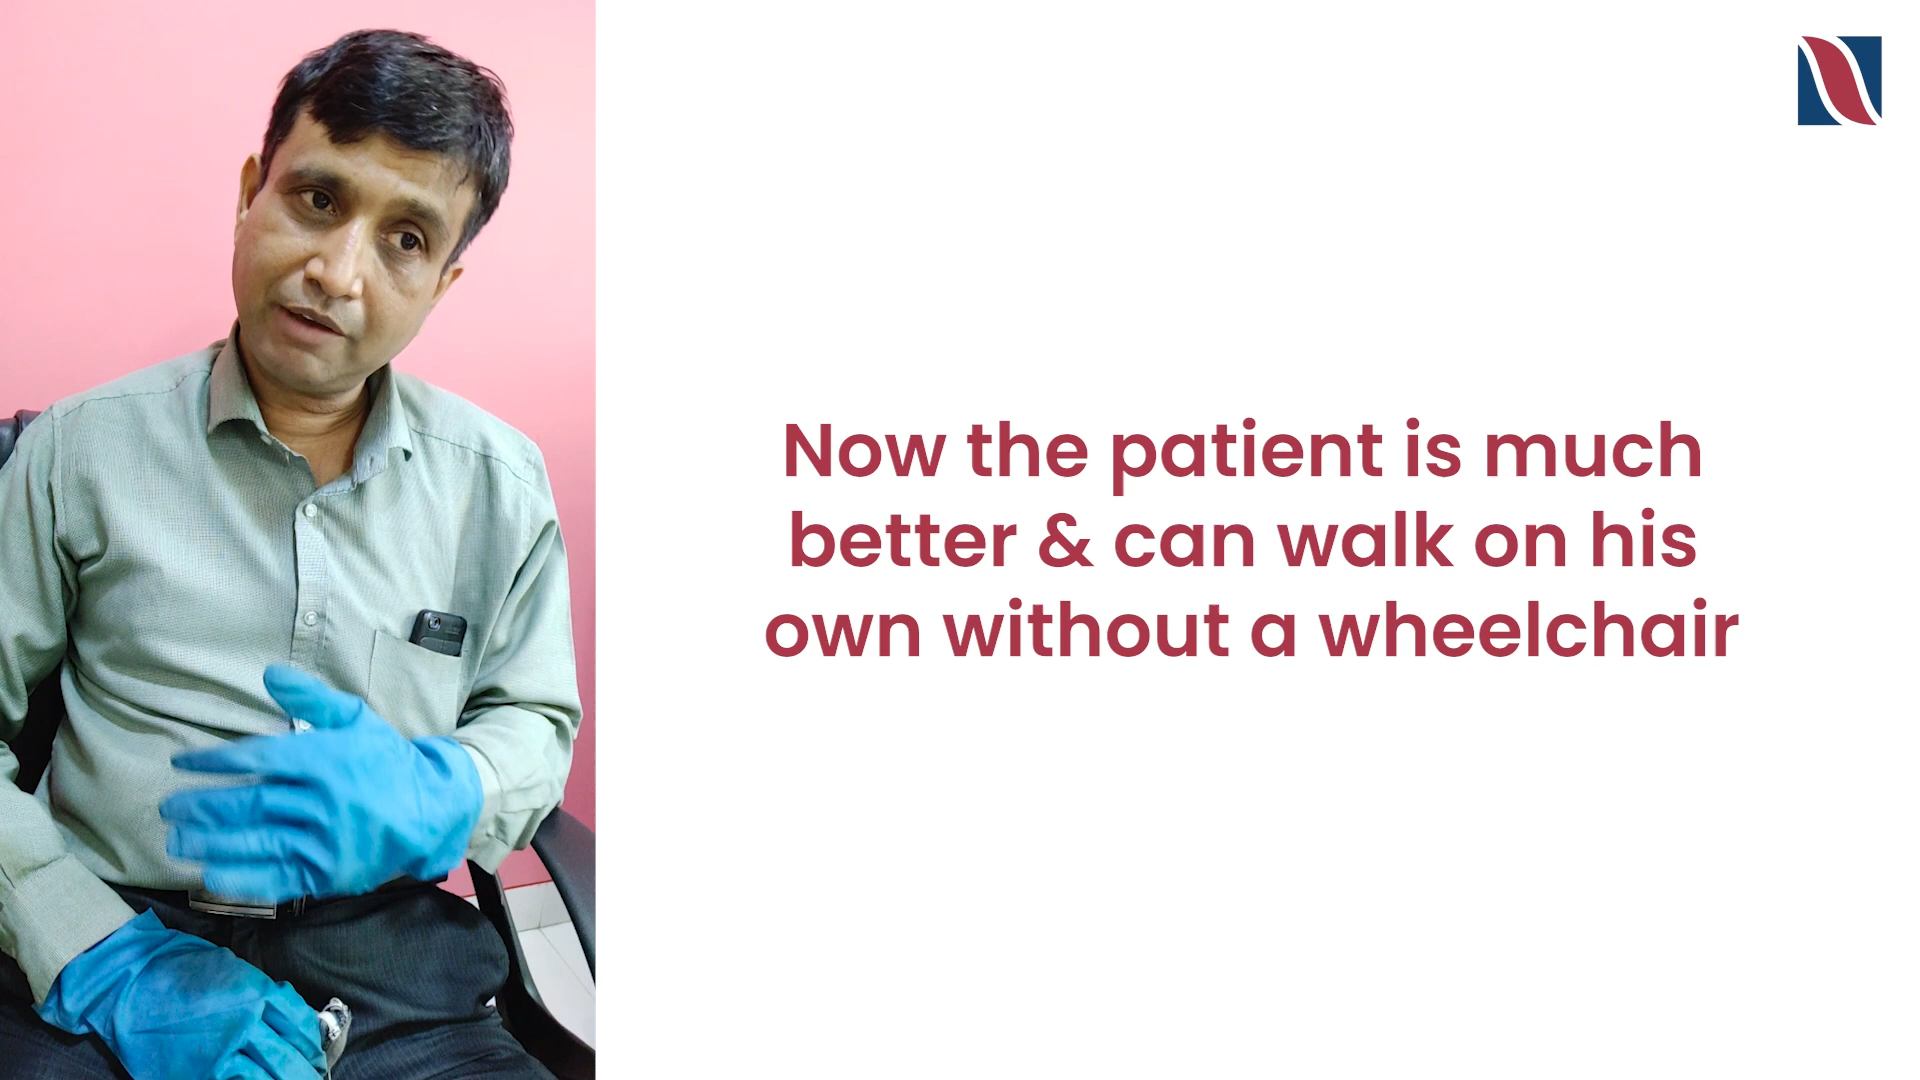 Now the patient is much
better & can walk on his
own without a wheelchair